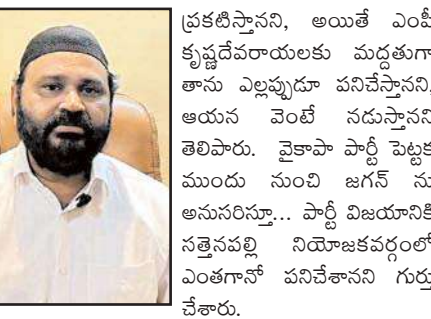 ప్రకటిస్తానని, అయితే ఎంపీ
కృష్ణదేవరాయలకు మద్దతుగా
తాను ఎల్లప్పుడూ పనిచేస్తానని,
ఆయన వెంటే నడుస్తానని
తెలిపారు. వైకాపా పార్టీ పెట్టక
ముందు నుంచి జగన్ ను
అనుసరిస్తూ... పార్టీ విజయానికి
సత్తెనపల్లి నియోజకవర్గంలో
ఎంతగానో పనిచేశానని గుర్తు
చేశారు.